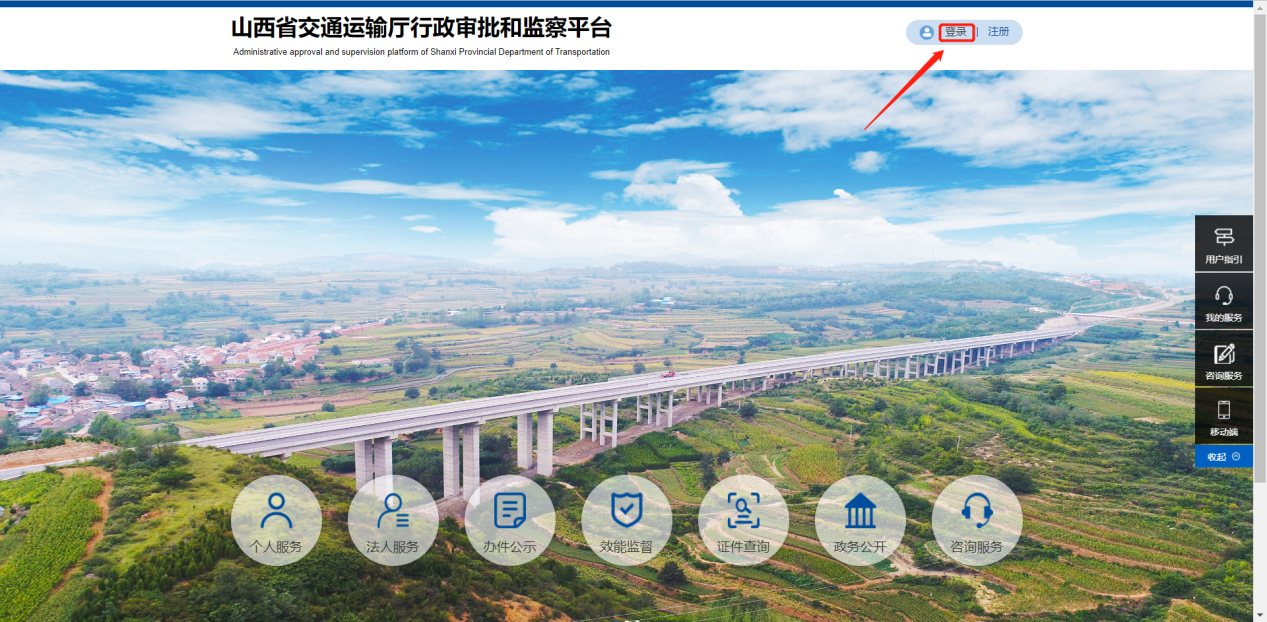 山西省交通运输厅行政审批和监察平台
Administrative approval and supervision platform of Shanxi Provincial Department of Transportation
登录 | 注册
用户指引
我的服务
咨询服务
移动端
收起
个人服务
法人服务
办件公示
效能监督
证件查询
政务公开
咨询服务